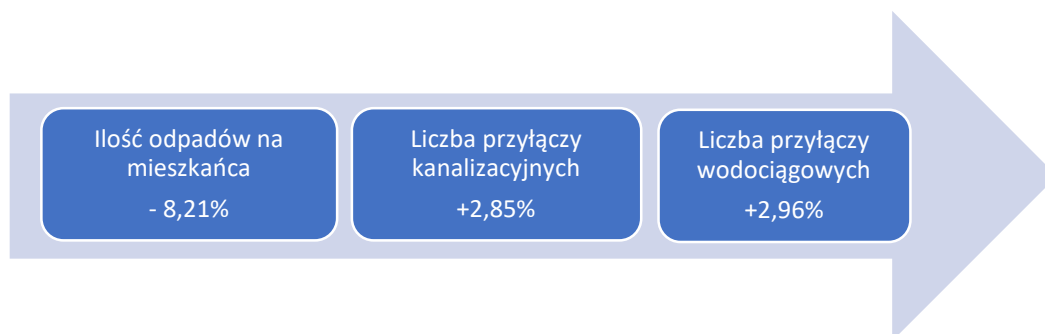 Ilość odpadów na
mieszkańca
- 8,21%
Liczba przyłączy
kanalizacyjnych
+2,85%
Liczba przyłączy
wodociągowych
+2,96%